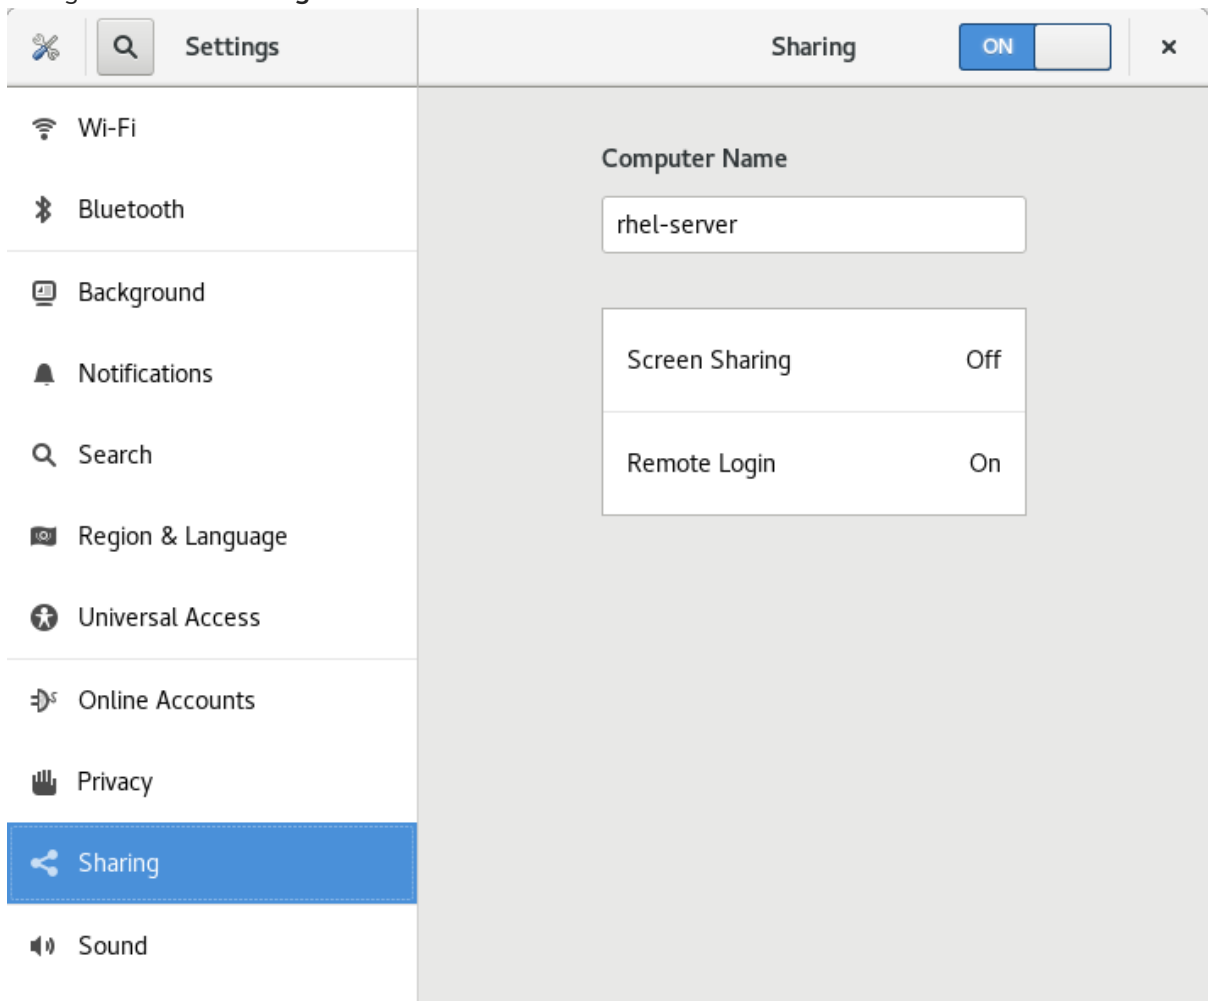 Settings
Sharing
ON
Wi-Fi
Bluetooth
Background
Notifications
Search
Region & Language
Universal Access
Online Accounts
Privacy
Sharing
Sound
Computer Name
rhel-server
Screen Sharing Off
Remote Login On